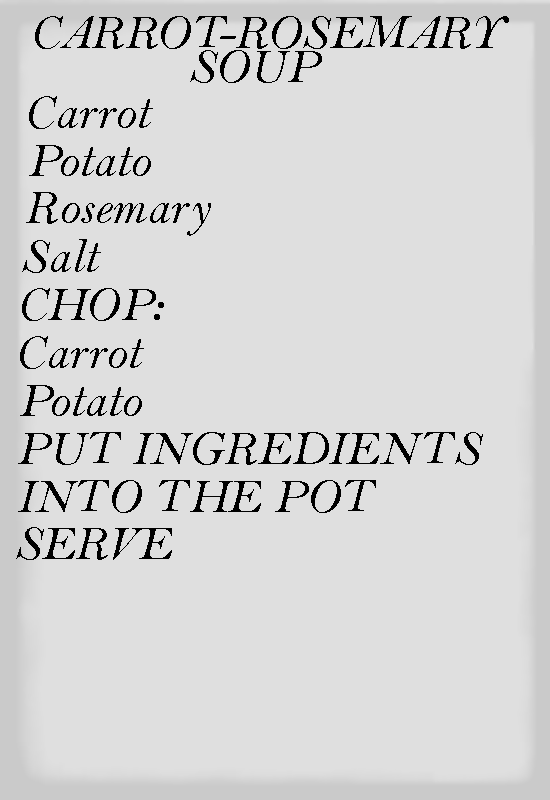 CARROT-ROSEMARY
SOUP
Carrot
Potato
Rosemary
Salt
CHOP:
Carrot
Potato
PUT INGREDIENTS
INTO THE POT
SERVE